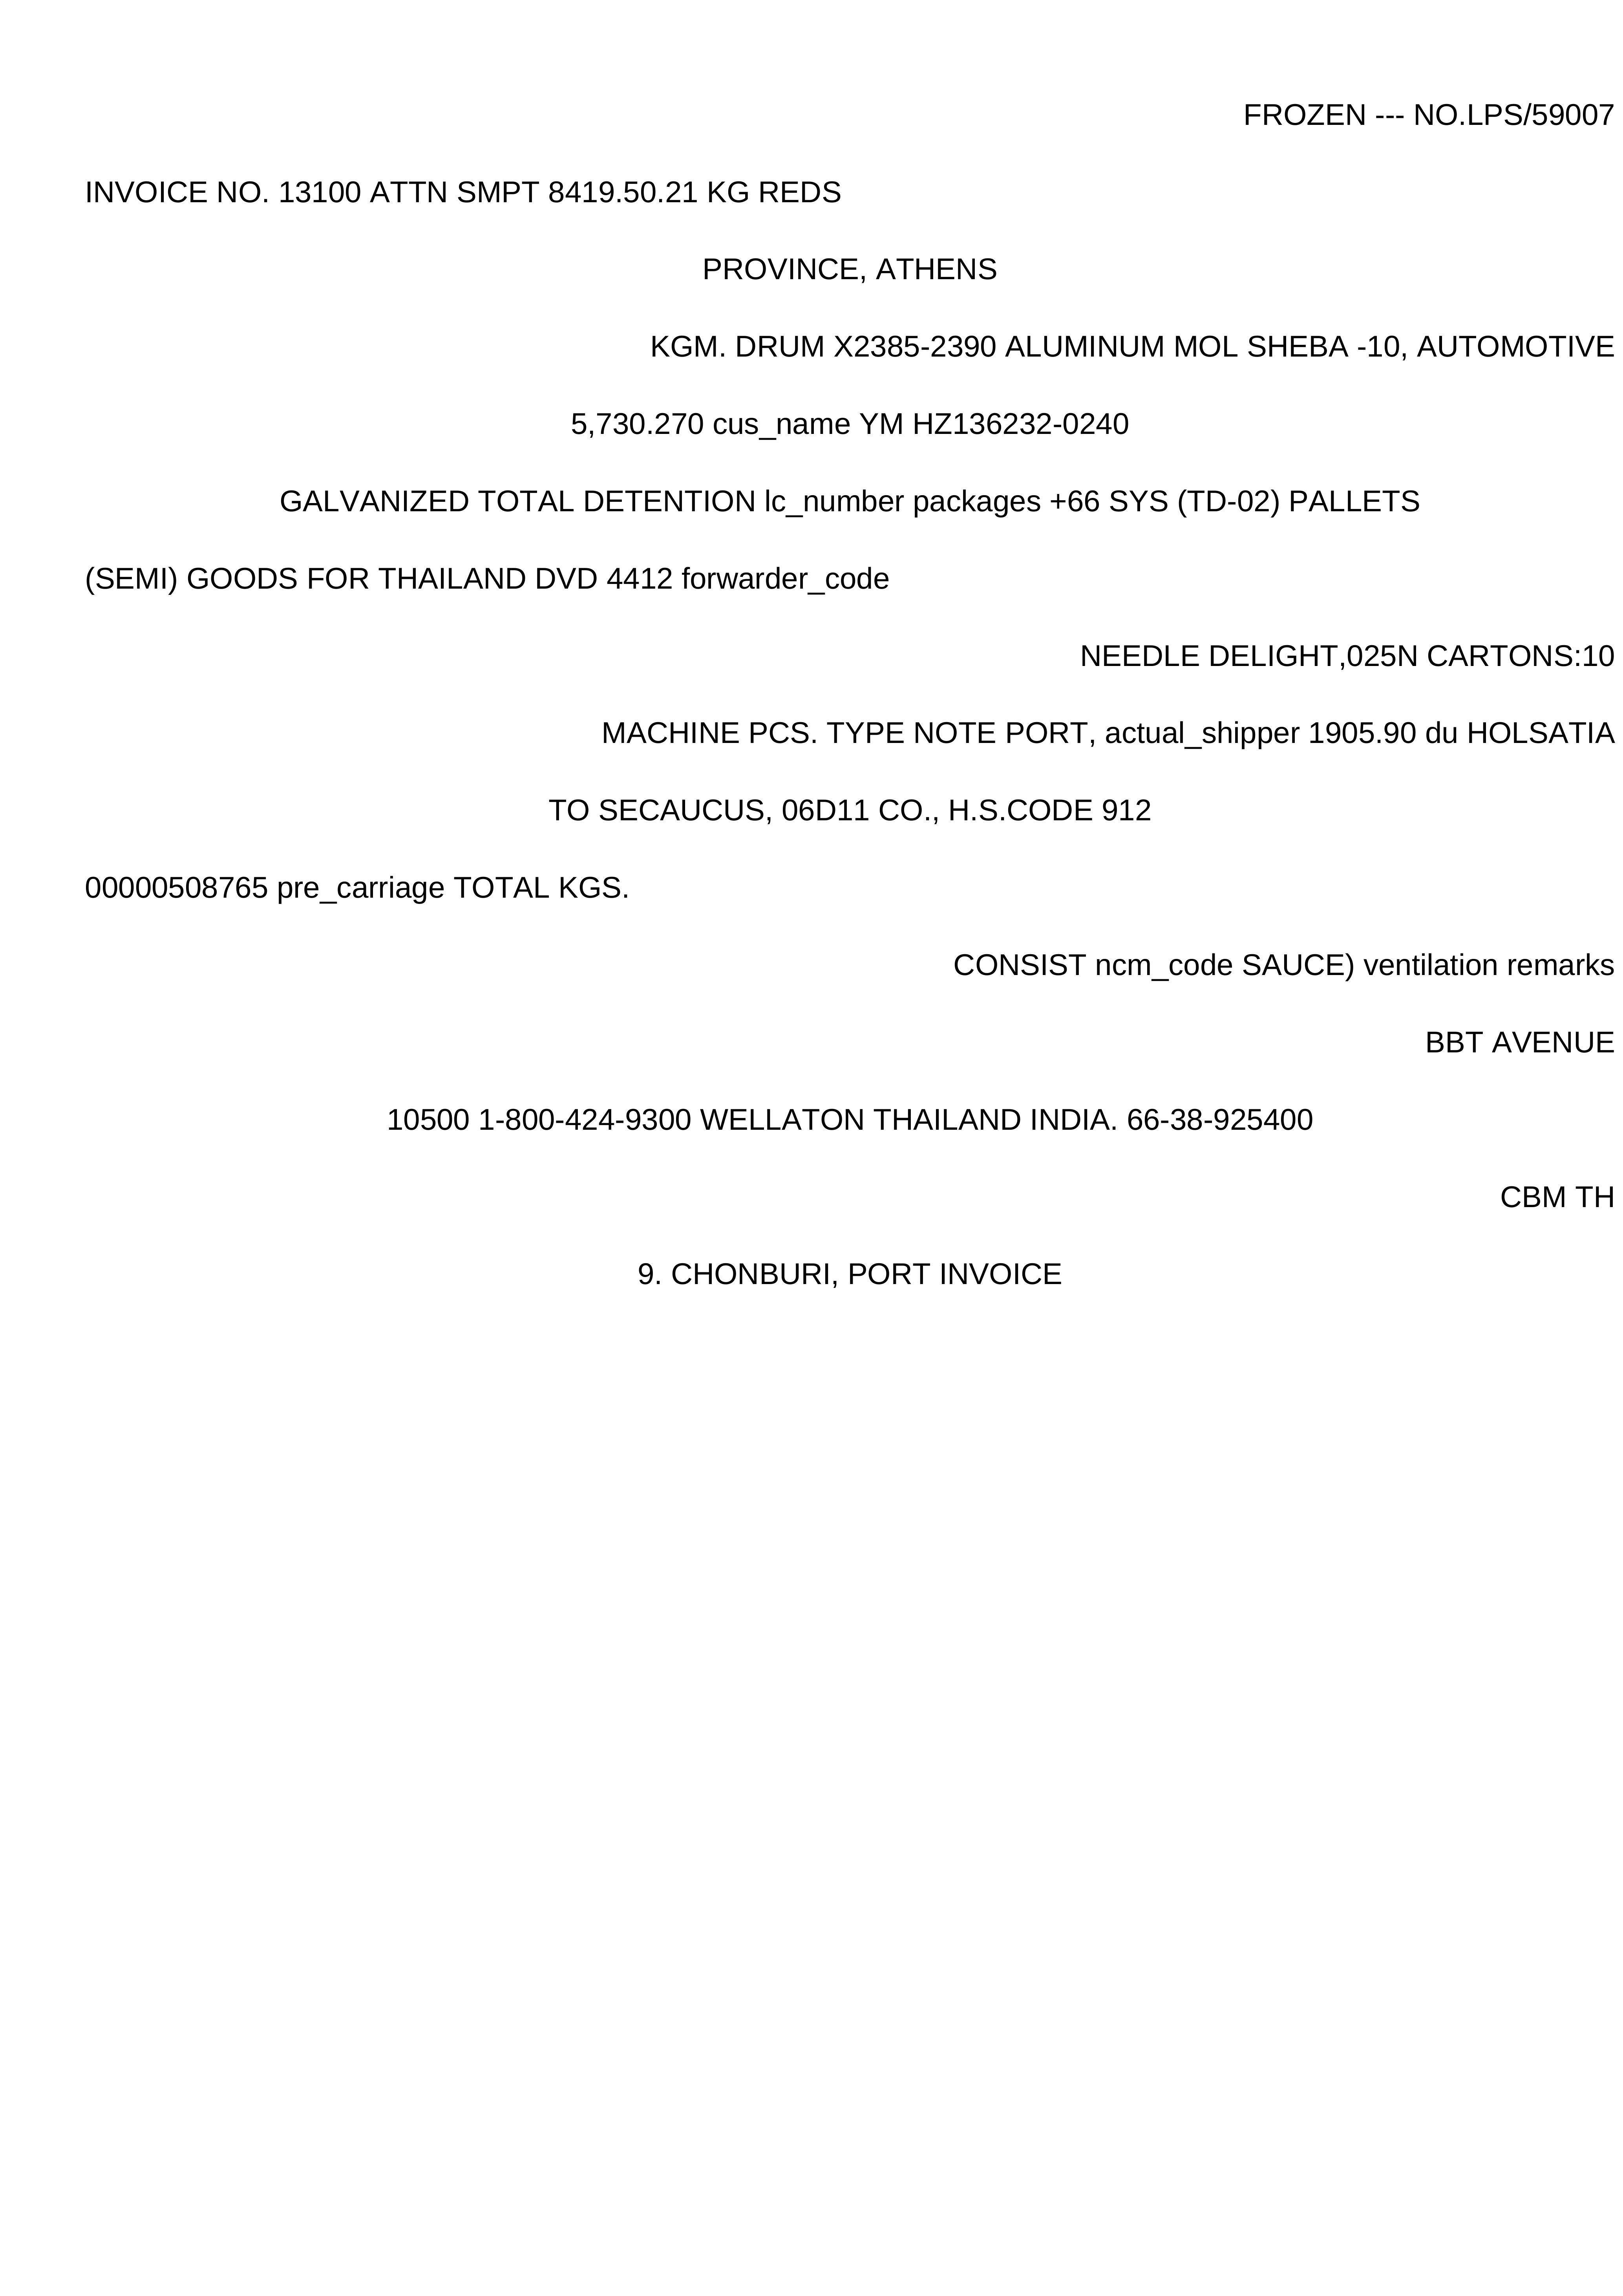 FROZEN --- NO.LPS/59007
INVOICE NO. 13100 ATTN SMPT 8419.50.21 KG REDS
PROVINCE, ATHENS
KGM. DRUM X2385-2390 ALUMINUM MOL SHEBA -10, AUTOMOTIVE
5,730.270 cus_name YM HZ136232-0240
GALVANIZED TOTAL DETENTION lc_number packages +66 SYS (TD-02) PALLETS
(SEMI) GOODS FOR THAILAND DVD 4412 forwarder_code
NEEDLE DELIGHT,025N CARTONS:10
MACHINE PCS. TYPE NOTE PORT, actual_shipper 1905.90 du HOLSATIA
TO SECAUCUS, 06D11 CO., H.S.CODE 912
00000508765 pre_carriage TOTAL KGS.
CONSIST ncm_code SAUCE) ventilation remarks
BBT AVENUE
10500 1-800-424-9300 WELLATON THAILAND INDIA. 66-38-925400
CBM TH
9. CHONBURI, PORT INVOICE